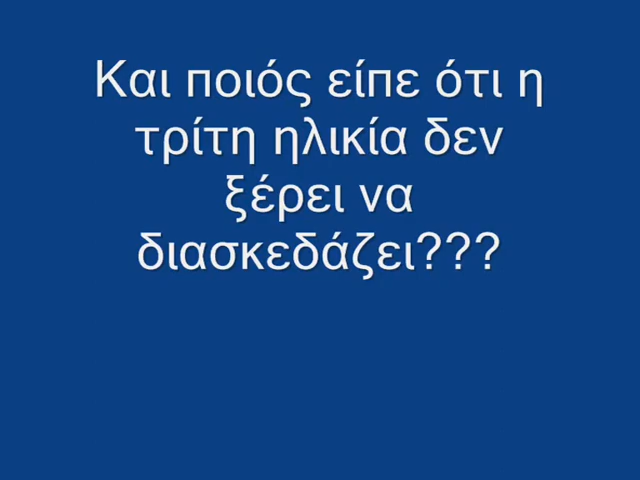 Και ποιός είπε ότι η
τρίτη ηλικία δεν
ξέρει να
διασκεδάζει???